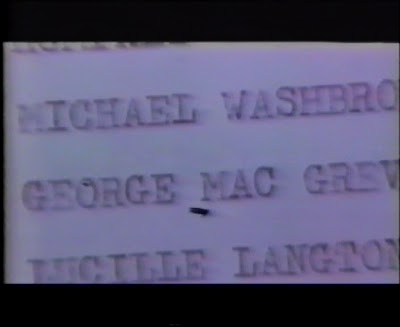 MICHAEL WASHBRO
GEORGE MAC GREW
LUCILLE LANGTON